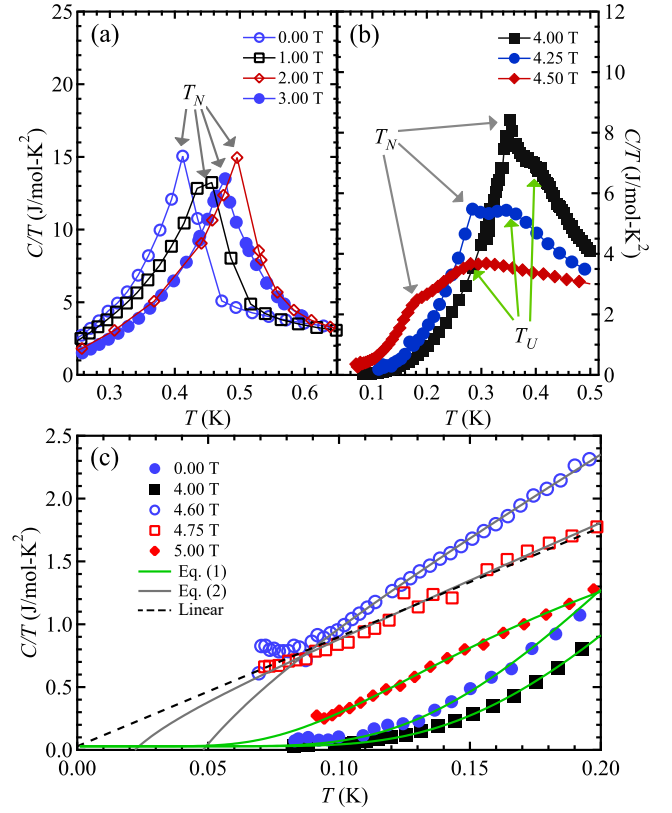 (a)
0.00 T
1.00 T
2.00 T
3.00 T
T_N
25
20
15
10
5
0
C/T (J/mol-K²)
0.3 0.4 0.5 0.6
T (K)
(b)
4.00 T
4.25 T
4.50 T
T_N
T_U
12
10
8
6
4
2
0
C/T (J/mol-K²)
0.1 0.2 0.3 0.4 0.5
T (K)
(c)
0.00 T
4.00 T
4.60 T
4.75 T
5.00 T
Eq. (1)
Eq. (2)
Linear
2.5
2.0
1.5
1.0
0.5
0.0
C/T (J/mol-K²)
0.00 0.05 0.10 0.15 0.20
T (K)